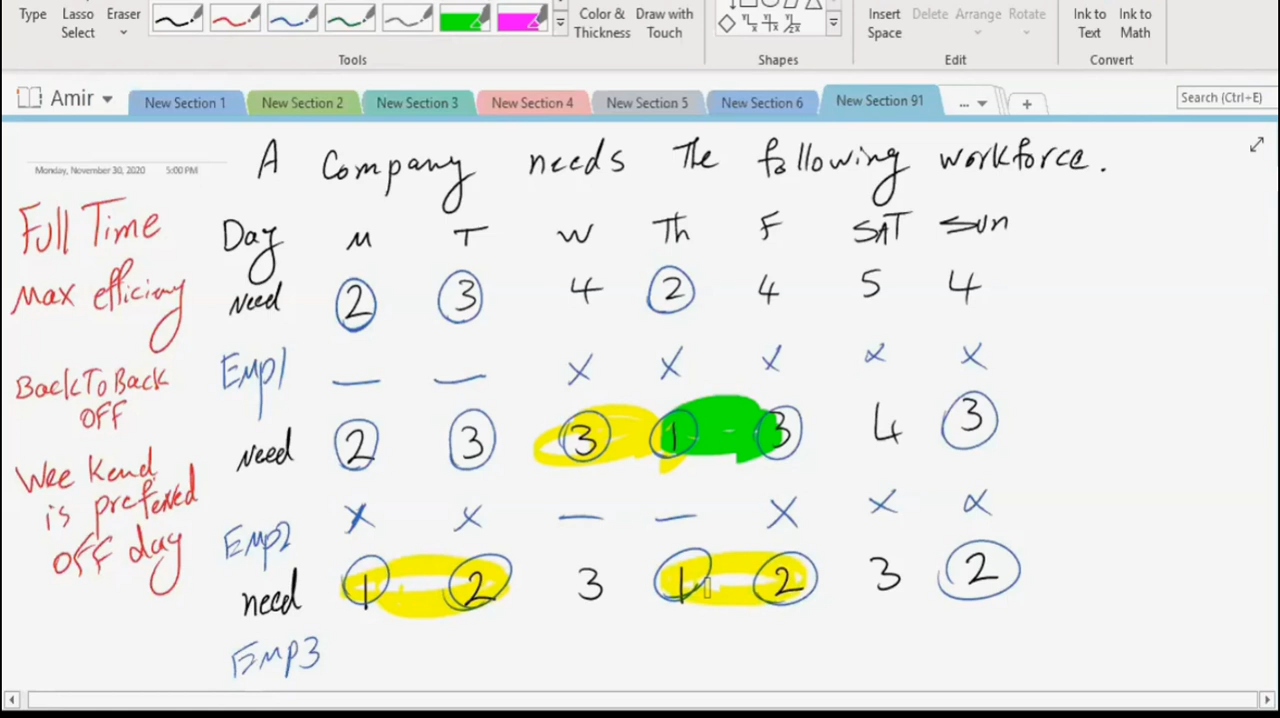 Type Lasso Select Eraser Color & Thickness Draw with Touch Insert Space Delete Arrange Rotate Ink to Text Ink to Math
Tools Shapes Edit Convert
Amir New Section 1 New Section 2 New Section 3 New Section 4 New Section 5 New Section 6 New Section 91 ... + Search (Ctrl+E)
A Company needs The following workforce.
Monday, November 30, 2020 5:00 PM
Full Time
Max efficiency
Back To Back
OFF
Wee Kend
is preferred
OFF day
Day M T W Th F SAT SUn
Need 2 3 4 2 4 5 4
Emp1 — — X X X X X
Need 2 3 3 1 3 4 3
Emp2 X X — — X X X
need 1 2 3 1 2 3 2
Emp3